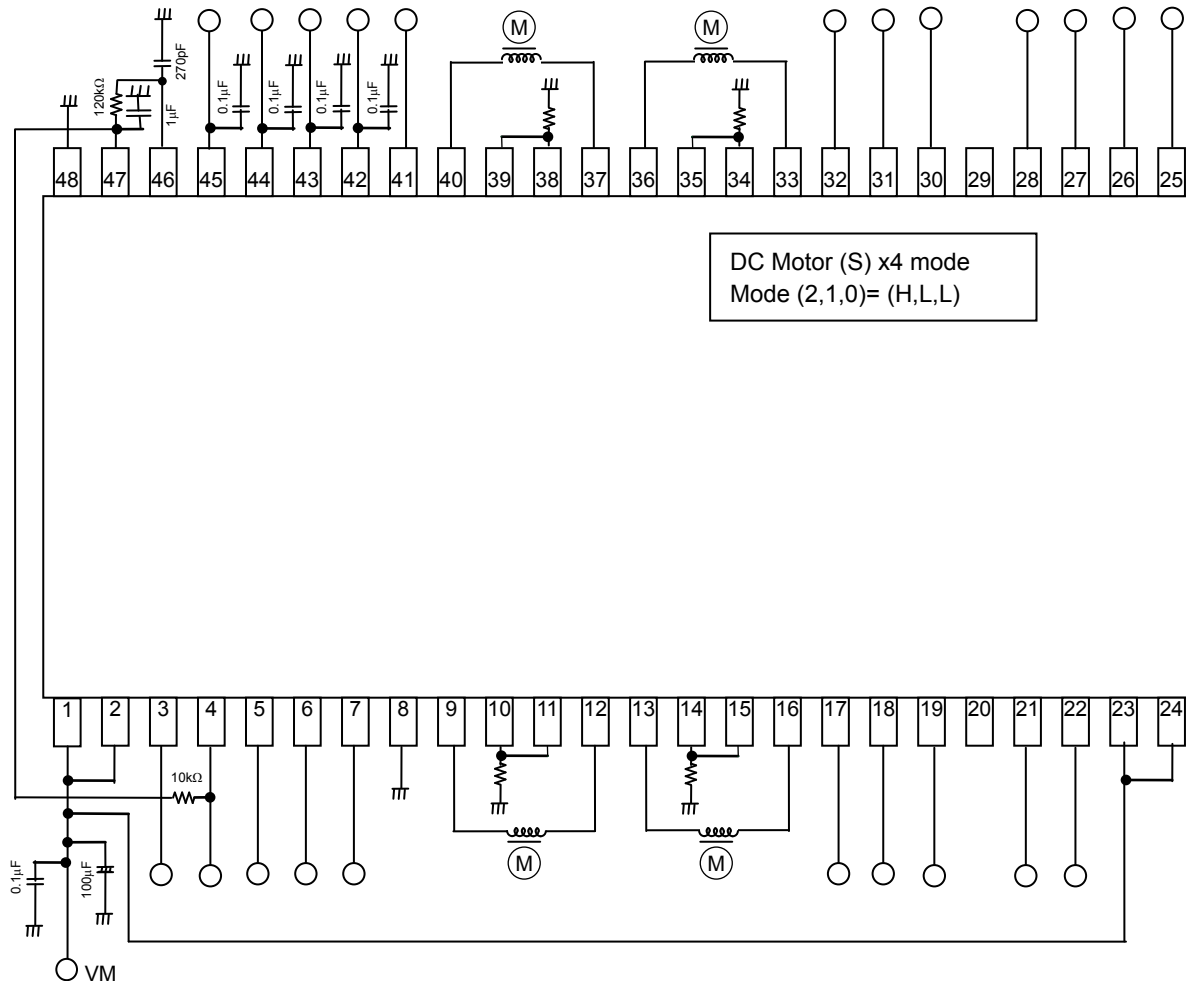 270pF
120kΩ
1µF
0.1µF
0.1µF
0.1µF
0.1µF
M
M
48 47 46 45 44 43 42 41 40 39 38 37 36 35 34 33 32 31 30 29 28 27 26 25
DC Motor (S) x4 mode
Mode (2,1,0)= (H,L,L)
1 2 3 4 5 6 7 8 9 10 11 12 13 14 15 16 17 18 19 20 21 22 23 24
10kΩ
0.1µF
100µF
M
M
VM